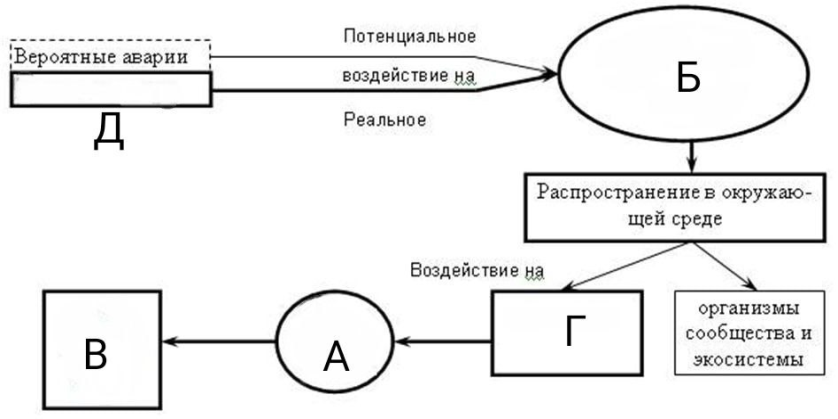 Потенциальное
Вероятные аварии
воздействие на
Б
Д
Реальное
Распространение в окружаю-
щей среде
Воздействие на
организмы
сообщества и
экосистемы
Г
А
В